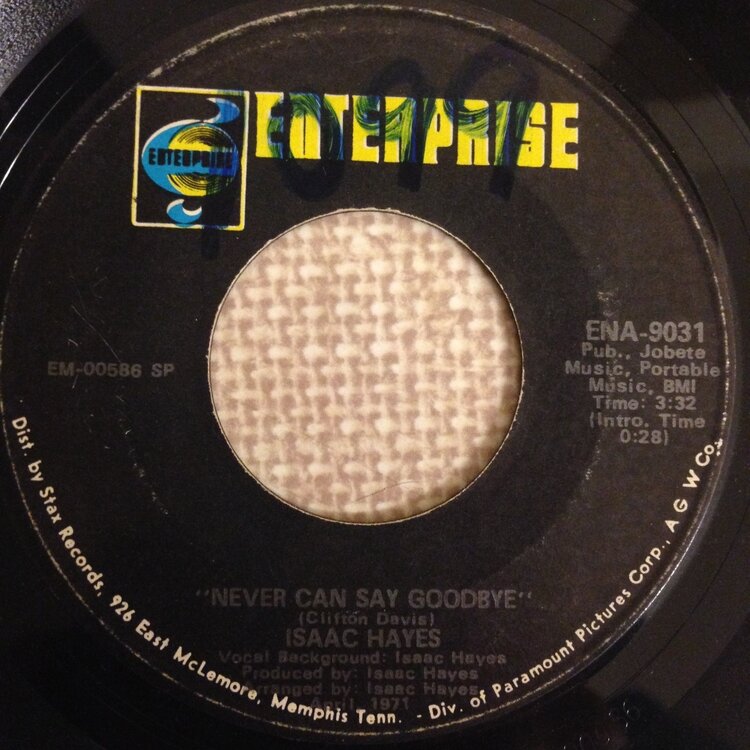 ENTERPRISE
ENTERPRISE
ENA-9031
Pub., Jobete
Music, Portable
Music, BMI
Time: 3:32
(Intro. Time
0:28)
EM-00586 SP
"NEVER CAN SAY GOODBYE"
(Clifton Davis)
ISAAC HAYES
Vocal Background: Isaac Hayes
Produced by: Isaac Hayes
Arranged by: Isaac Hayes
April, 1971
Dist. by Stax Records, 926 East McLemore, Memphis Tenn. - Div. of Paramount Pictures Corp., A G W Co.